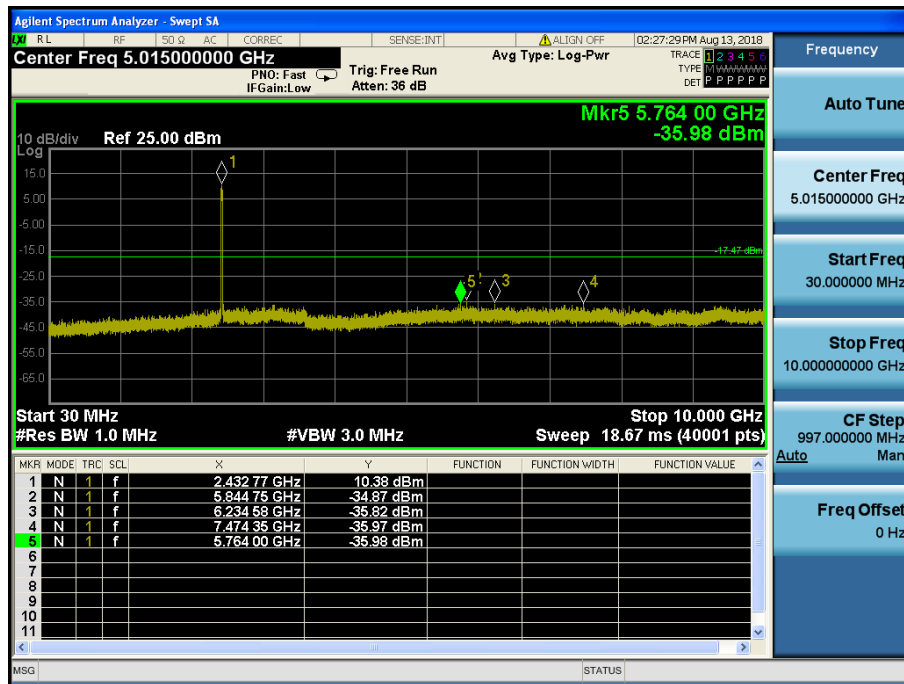 Agilent Spectrum Analyzer - Swept SA
LXI RL RF 50 Ω AC CORREC SENSE:INT ALIGN OFF 02:27:29 PM Aug 13, 2018
Center Freq 5.015000000 GHz Avg Type: Log-Pwr TRACE 1 2 3 4 5 6
PNO: Fast Trig: Free Run TYPE MWWWWW
IFGain:Low Atten: 36 dB DET P P P P P P
Mkr5 5.764 00 GHz
-35.98 dBm
10 dB/div Ref 25.00 dBm
Log
15.0
5.00
-5.00
-15.0
-25.0
-35.0
-45.0
-55.0
-65.0
1
-17.47 dBm
5 3 4
Start 30 MHz Stop 10.000 GHz
#Res BW 1.0 MHz #VBW 3.0 MHz Sweep 18.67 ms (40001 pts)
MKR MODE TRC SCL X Y FUNCTION FUNCTION WIDTH FUNCTION VALUE
1 N 1 f 2.432 77 GHz 10.38 dBm
2 N 1 f 5.844 75 GHz -34.87 dBm
3 N 1 f 6.234 58 GHz -35.82 dBm
4 N 1 f 7.474 35 GHz -35.97 dBm
5 N 1 f 5.764 00 GHz -35.98 dBm
6
7
8
9
10
11
MSG STATUS
Frequency
Auto Tune
Center Freq
5.015000000 GHz
Start Freq
30.000000 MHz
Stop Freq
10.000000000 GHz
CF Step
997.000000 MHz
Auto Man
Freq Offset
0 Hz